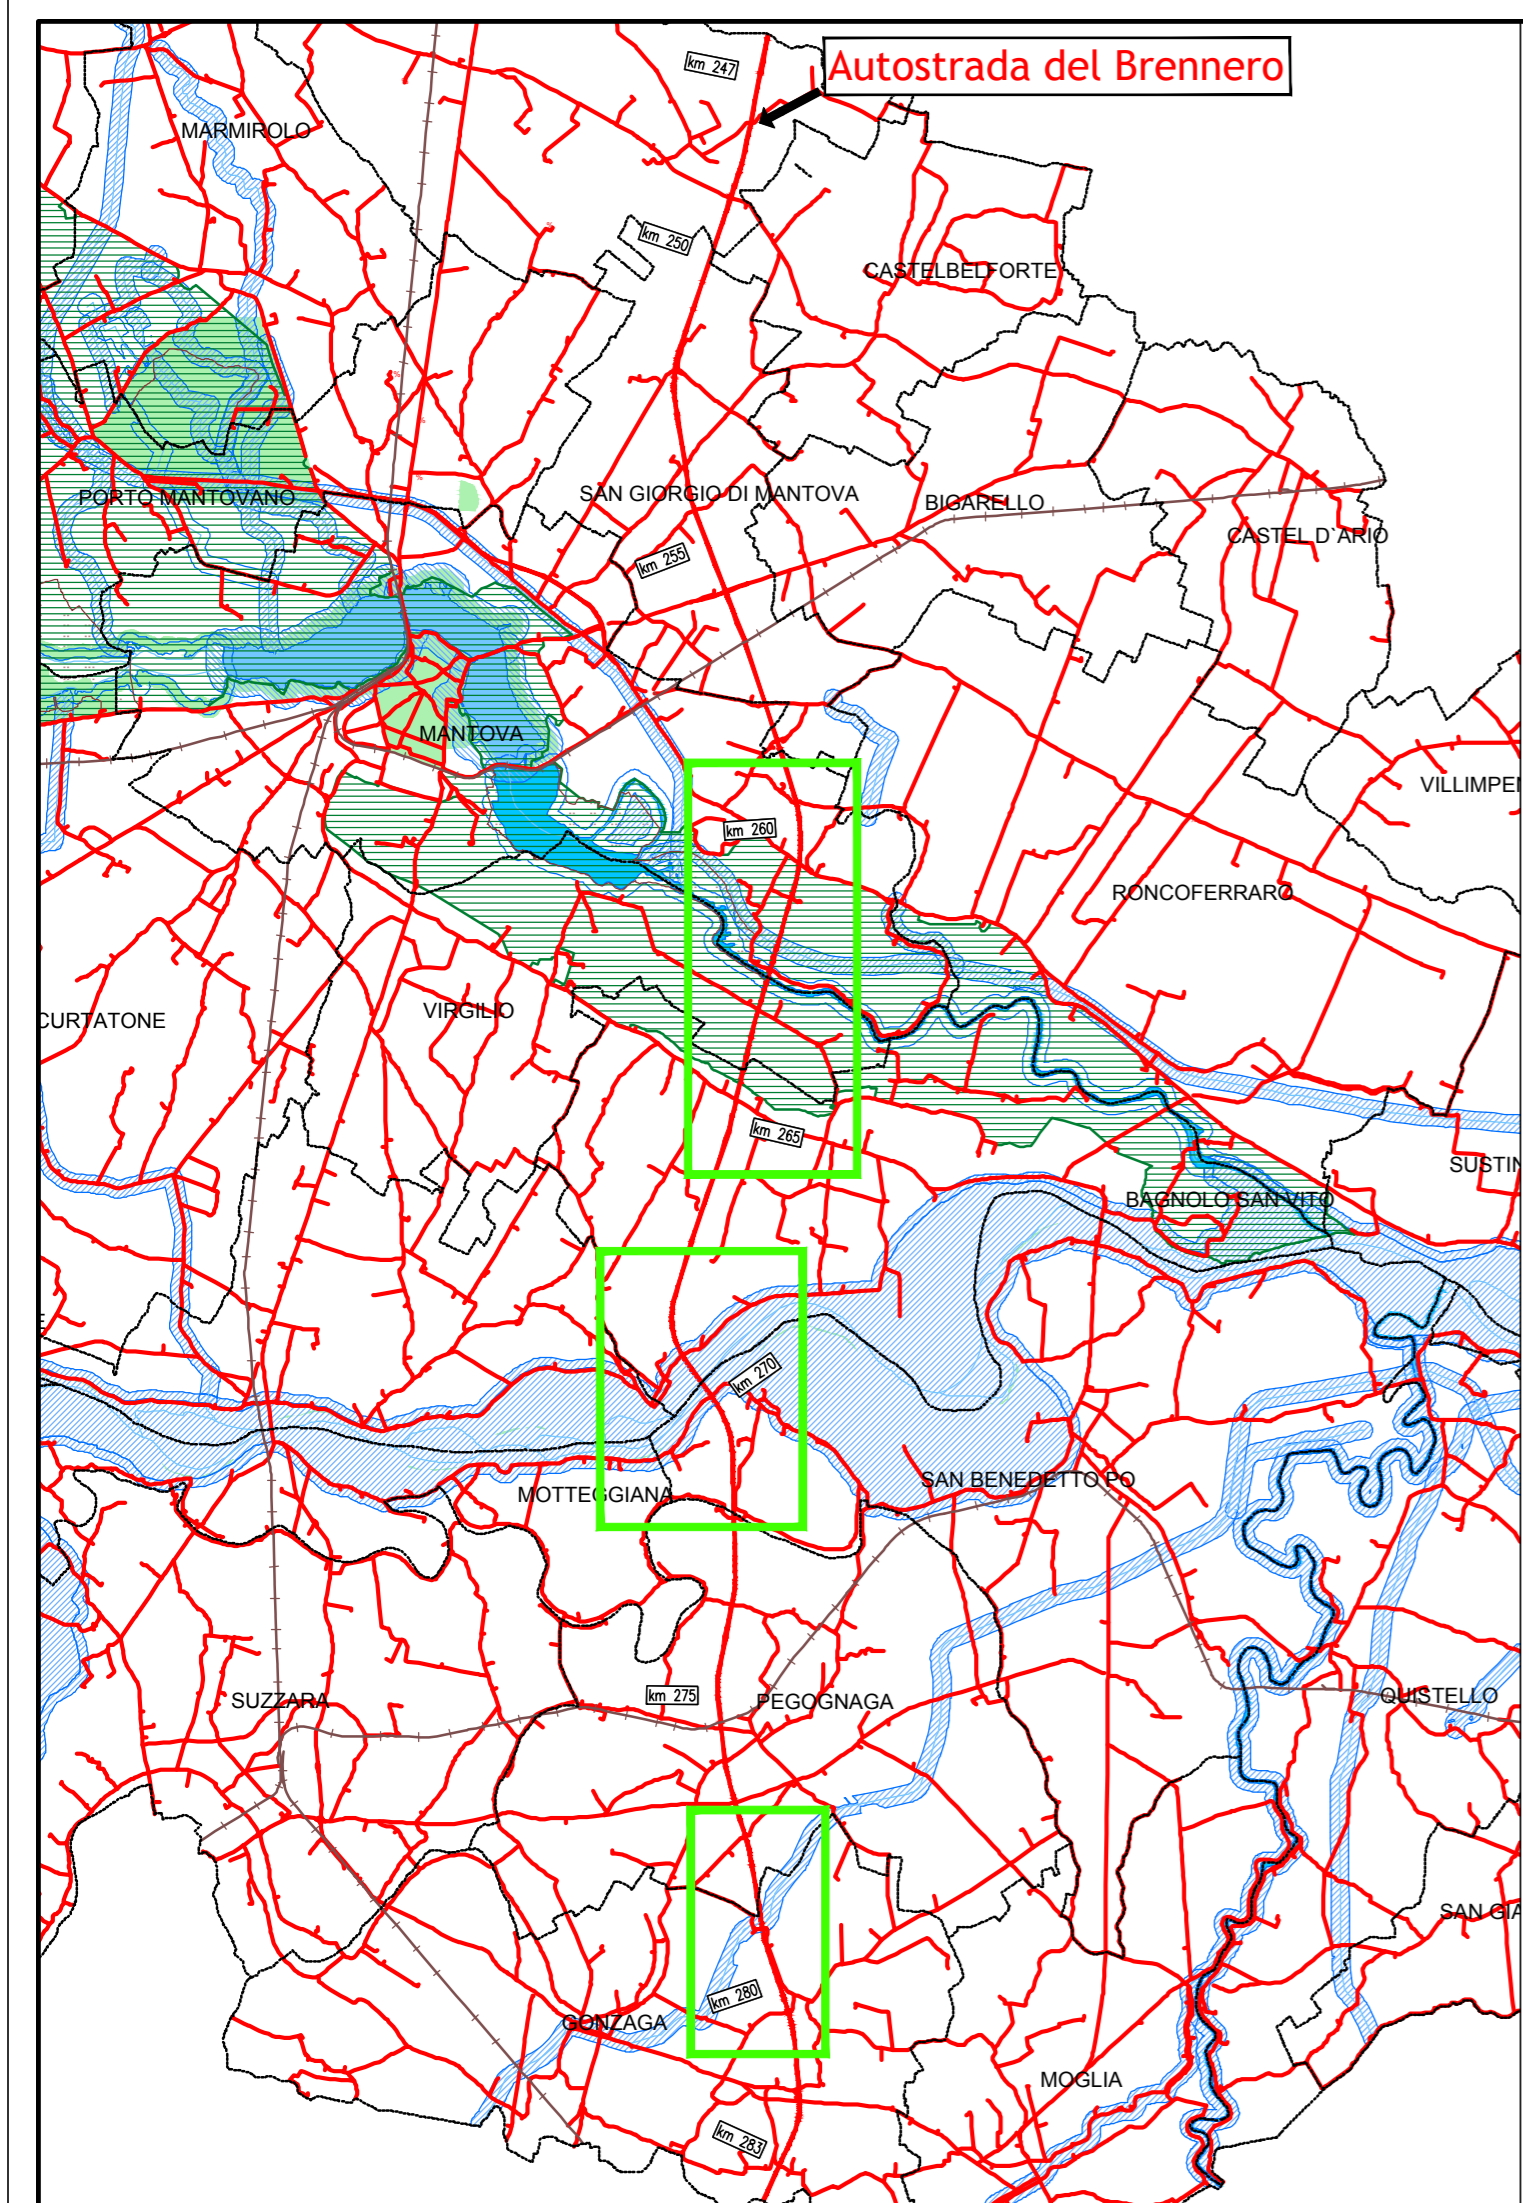 Autostrada del Brennero
km 247
MARMIROLO
km 250
CASTELBELFORTE
PORTO MANTOVANO
SAN GIORGIO DI MANTOVA
BIGARELLO
CASTEL D`ARIO
km 255
MANTOVA
VILLIMPEN
km 260
RONCOFERRARO
VIRGILIO
CURTATONE
km 265
SUSTIN
BAGNOLO SAN VITO
E
km 270
SAN BENEDETTO PO
MOTTEGGIANA
km 275
SUZZARA
PEGOGNAGA
QUISTELLO
SAN GIA
km 280
GONZAGA
MOGLIA
km 283